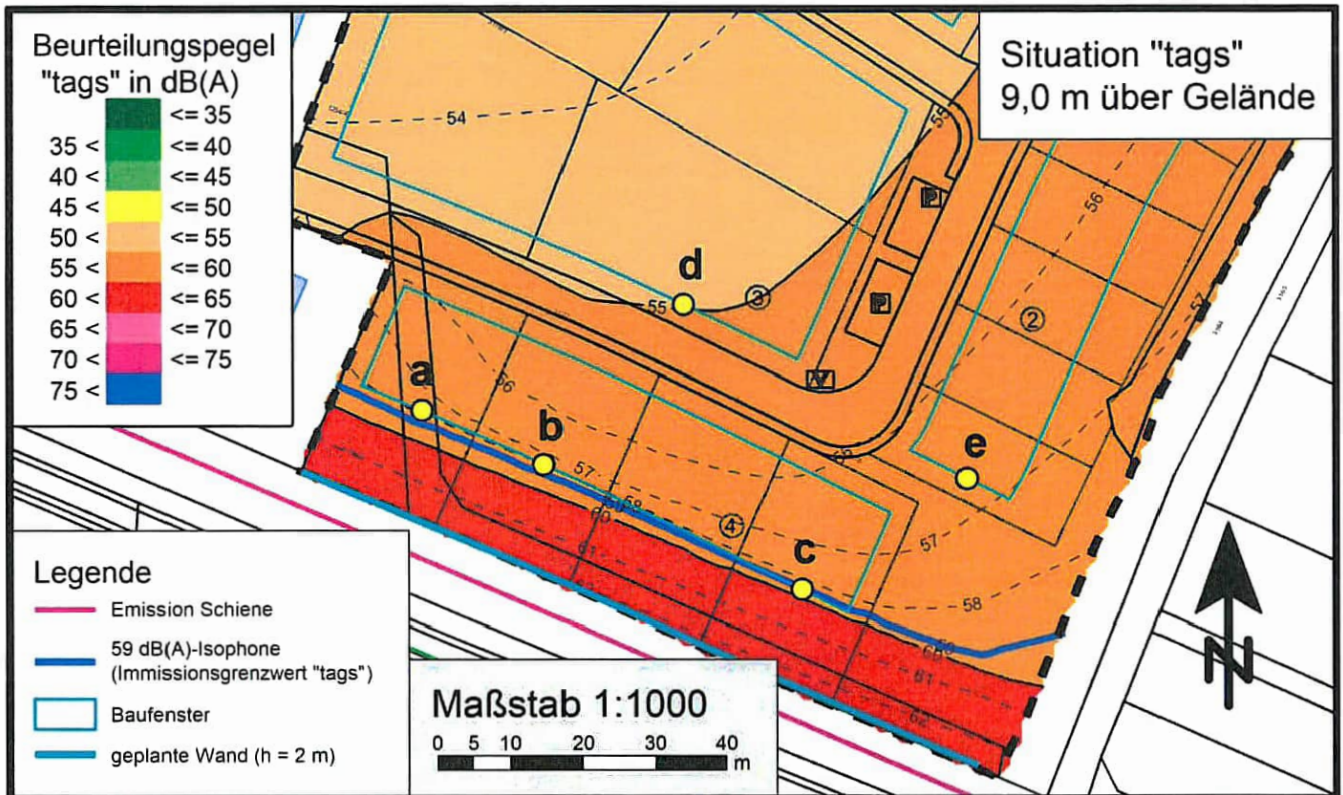 Beurteilungspegel
"tags" in dB(A)
<= 35
35 < <= 40
40 < <= 45
45 < <= 50
50 < <= 55
55 < <= 60
60 < <= 65
65 < <= 70
70 < <= 75
75 <
Situation "tags"
9,0 m über Gelände
54
55
56
57
d
3
55
P
P
2
V
a
56
b
57
58
60
4
55
e
57
c
58
61
61
62
N
Legende
Emission Schiene
59 dB(A)-Isophone
(Immissionsgrenzwert "tags")
Baufenster
geplante Wand (h = 2 m)
Maßstab 1:1000
0 5 10 20 30 40
m